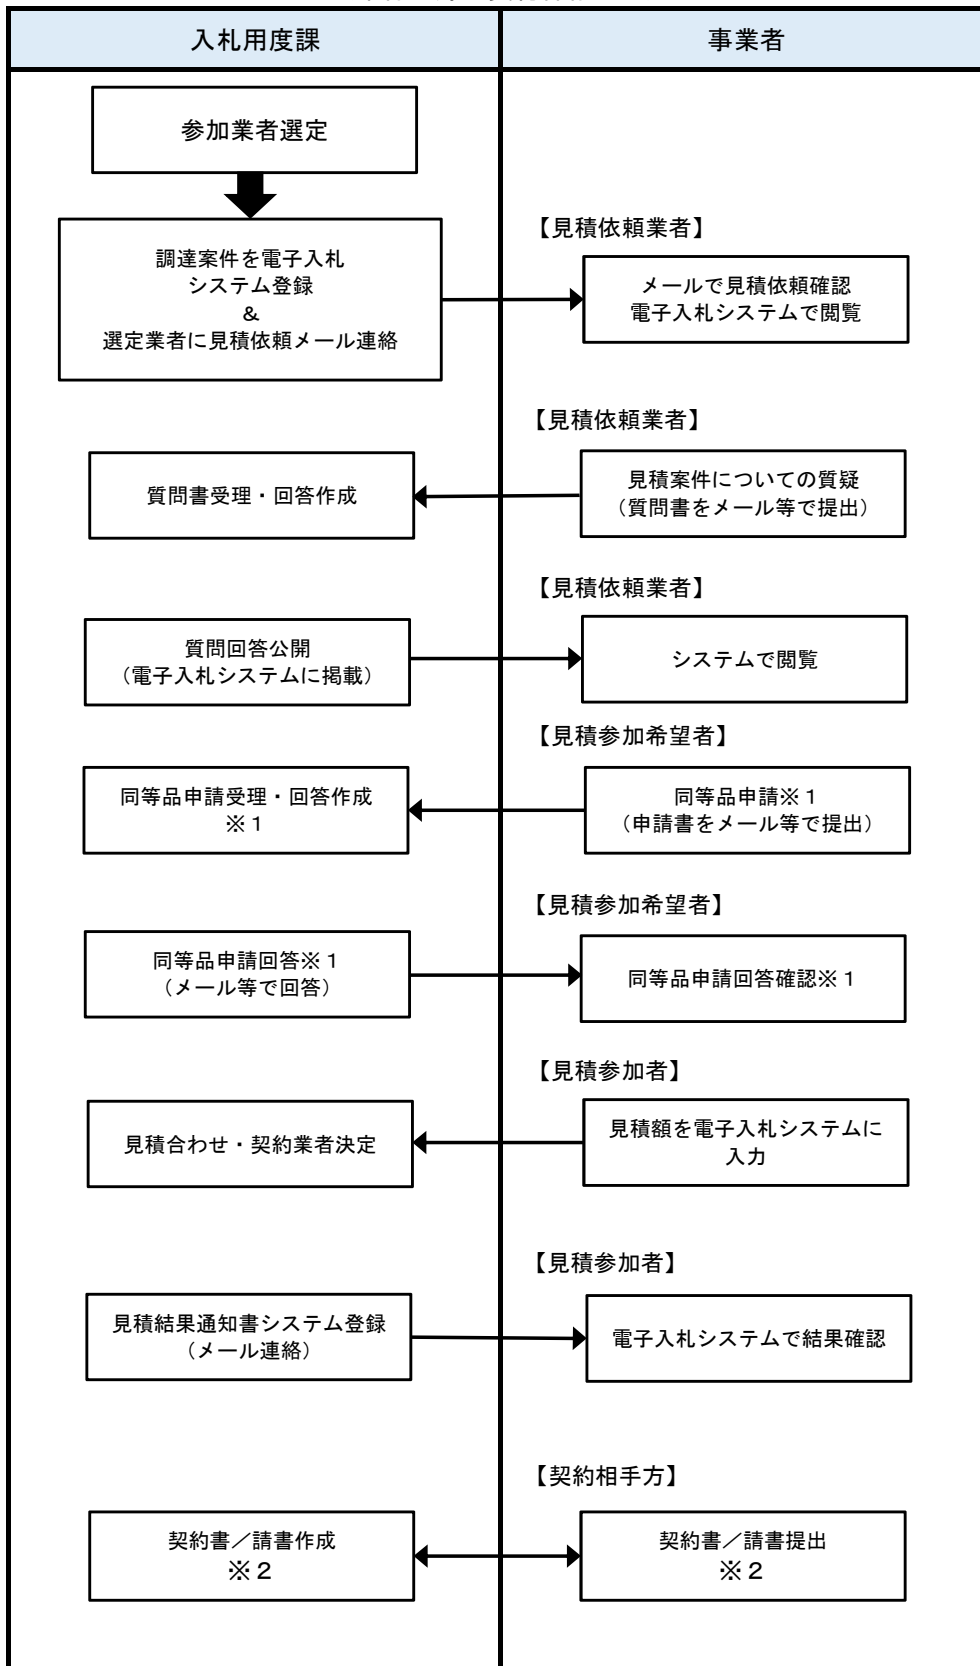 入札用度課
事業者
参加業者選定
【見積依頼業者】
調達案件を電子入札
システム登録
＆
選定業者に見積依頼メール連絡
メールで見積依頼確認
電子入札システムで閲覧
【見積依頼業者】
質問書受理・回答作成
見積案件についての質疑
（質問書をメール等で提出）
【見積依頼業者】
質問回答公開
（電子入札システムに掲載）
システムで閲覧
【見積参加希望者】
同等品申請受理・回答作成
※１
同等品申請※１
（申請書をメール等で提出）
【見積参加希望者】
同等品申請回答※１
（メール等で回答）
同等品申請回答確認※１
【見積参加者】
見積合わせ・契約業者決定
見積額を電子入札システムに
入力
【見積参加者】
見積結果通知書システム登録
（メール連絡）
電子入札システムで結果確認
【契約相手方】
契約書／請書作成
※２
契約書／請書提出
※２